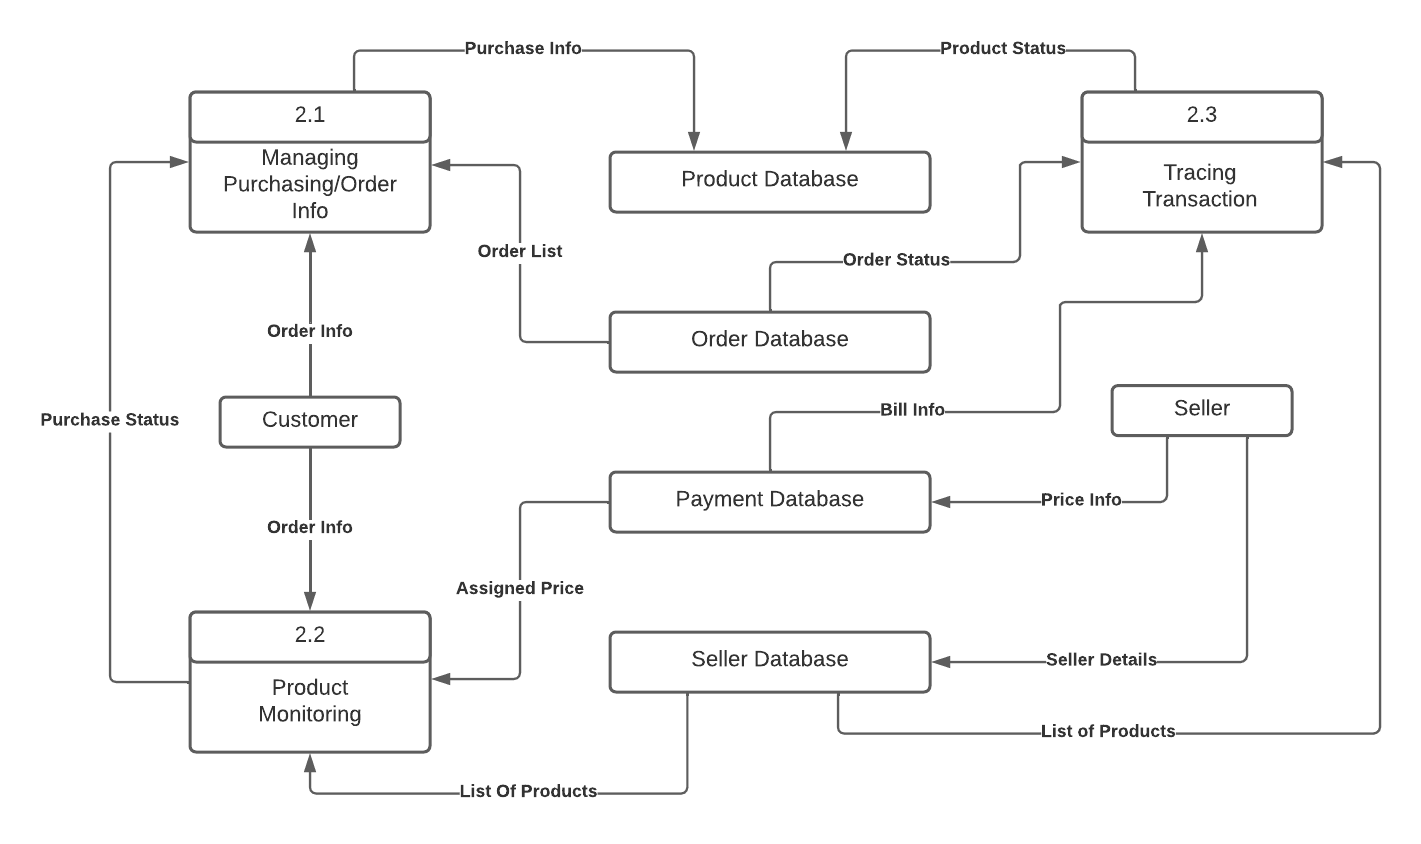 Purchase Info
Product Status
2.1
2.3
Managing
Purchasing/Order
Info
Product Database
Tracing
Transaction
Order List
Order Status
Order Info
Order Database
Purchase Status
Customer
Bill Info
Seller
Payment Database
Price Info
Order Info
Assigned Price
2.2
Product
Monitoring
Seller Database
Seller Details
List of Products
List Of Products